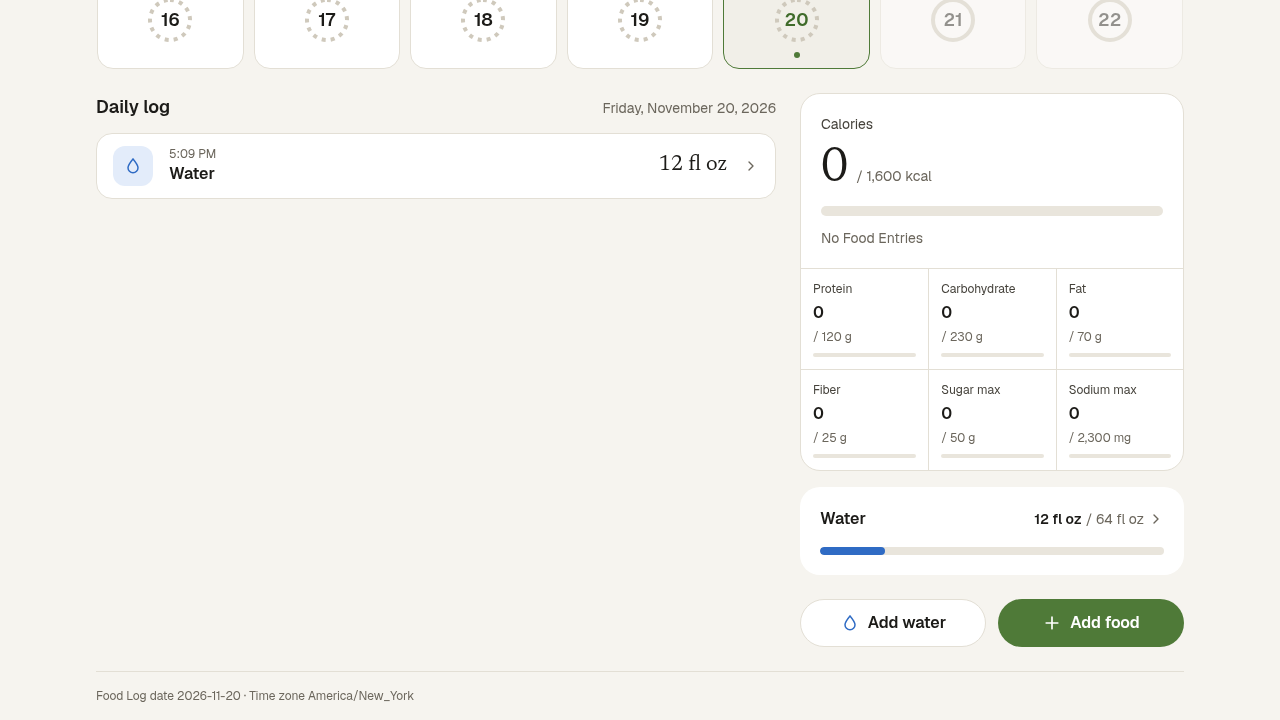 16 17 18 19 20 21 22
Daily log
Friday, November 20, 2026
5:09 PM
Water
12 fl oz
Calories
0 / 1,600 kcal
No Food Entries
Protein
0
/ 120 g
Carbohydrate
0
/ 230 g
Fat
0
/ 70 g
Fiber
0
/ 25 g
Sugar max
0
/ 50 g
Sodium max
0
/ 2,300 mg
Water
12 fl oz / 64 fl oz
Add water
Add food
Food Log date 2026-11-20 · Time zone America/New_York